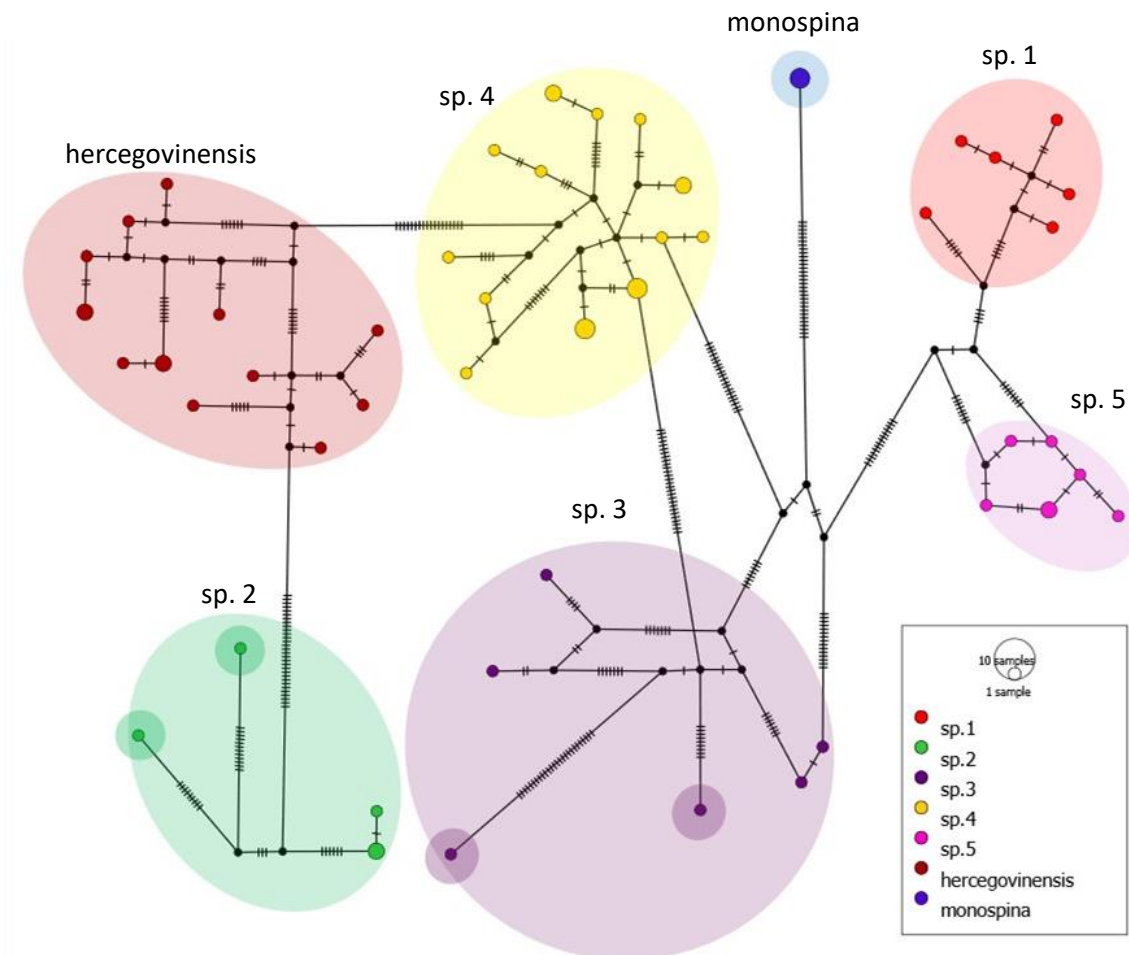 monospina
sp. 1
sp. 4
hercegovinensis
sp. 5
sp. 3
sp. 2
10 samples
1 sample
sp.1
sp.2
sp.3
sp.4
sp.5
hercegovinensis
monospina